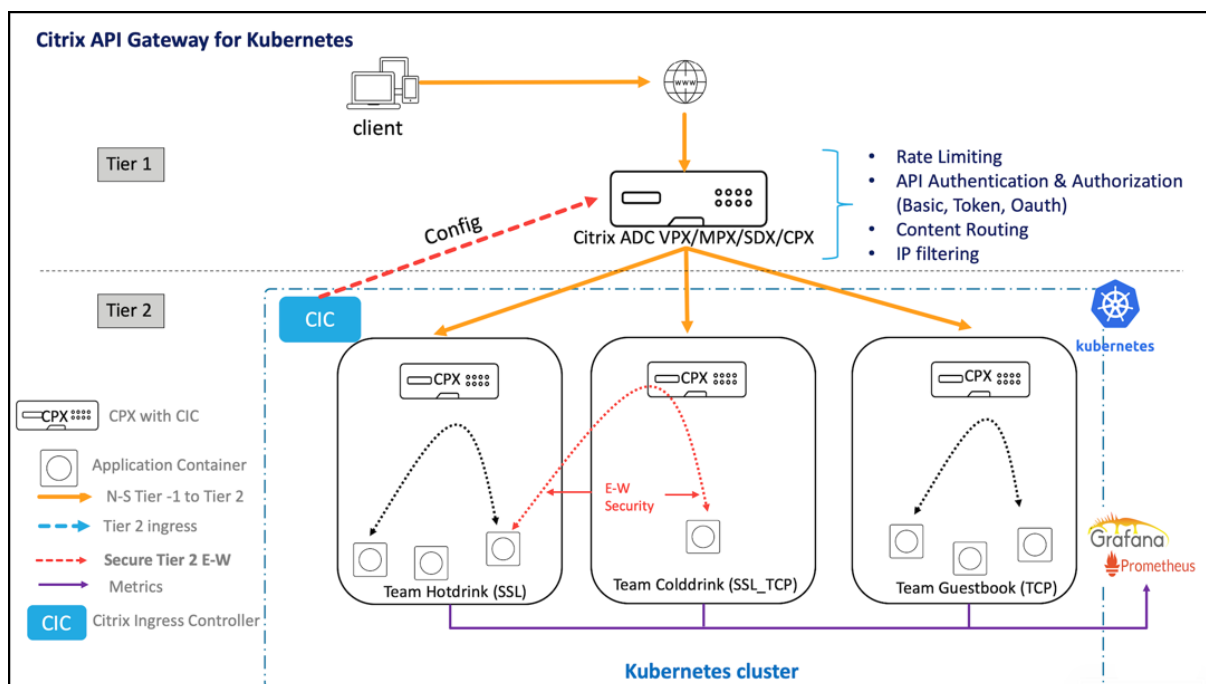 Citrix API Gateway for Kubernetes
www
client
Tier 1
• Rate Limiting
• API Authentication & Authorization
(Basic, Token, Oauth)
• Content Routing
• IP filtering
Config
Citrix ADC VPX/MPX/SDX/CPX
Tier 2
CIC
kubernetes
CPX
CPX
CPX
CPX
CPX with CIC
Application Container
N-S Tier -1 to Tier 2
Tier 2 ingress
Secure Tier 2 E-W
Metrics
CIC
Citrix Ingress Controller
E-W
Security
Team Hotdrink (SSL)
Team Colddrink (SSL_TCP)
Team Guestbook (TCP)
Grafana
Prometheus
Kubernetes cluster